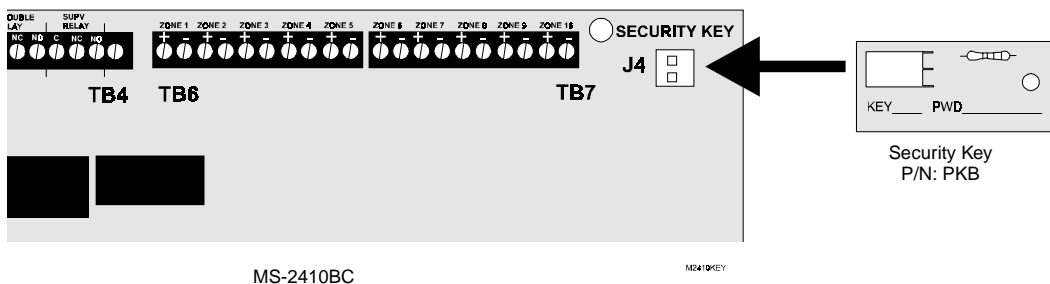 OUBLE SUPV
LAY RELAY
NC NO C NC NO
ZONE 1 ZONE 2 ZONE 3 ZONE 4 ZONE 5 ZONE 6 ZONE 7 ZONE 8 ZONE 9 ZONE 10
+ - + - + - + - + - + - + - + - + - + -
SECURITY KEY
J4
TB4 TB6 TB7
KEY____ PWD__________
Security Key
P/N: PKB
MS-2410BC
M2410KEY